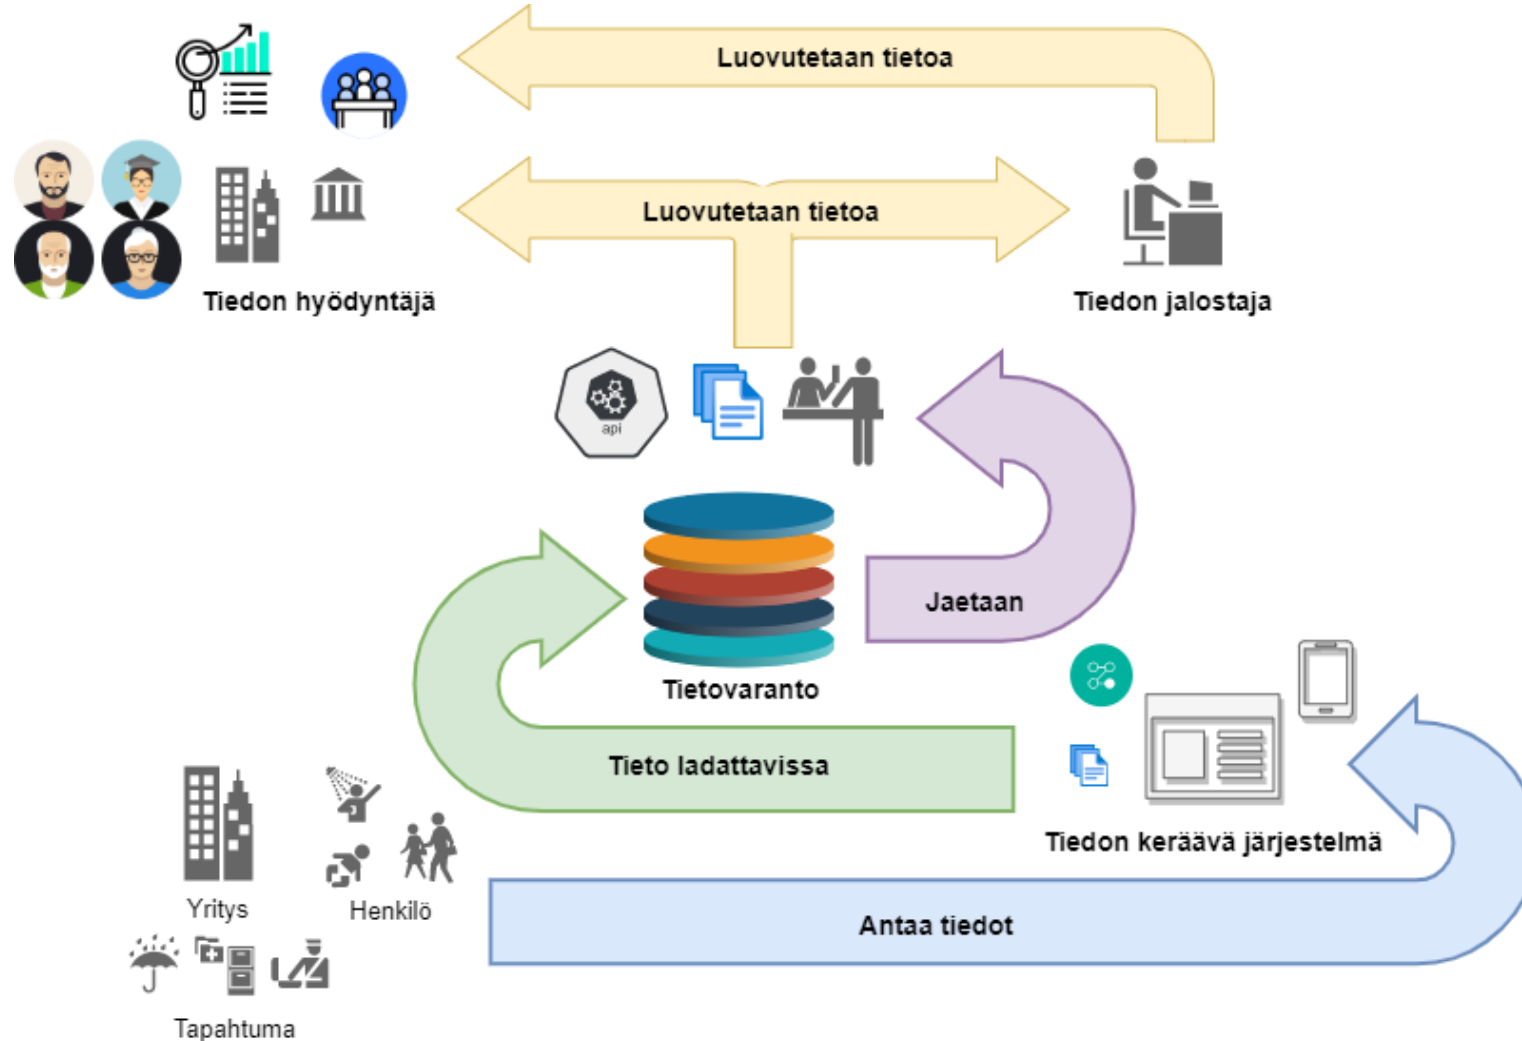 Luovutetaan tietoa
Luovutetaan tietoa
Tiedon hyödyntäjä
Tiedon jalostaja
api
Jaetaan
Tietovaranto
Tieto ladattavissa
Tiedon keräävä järjestelmä
Yritys
Henkilö
Antaa tiedot
Tapahtuma